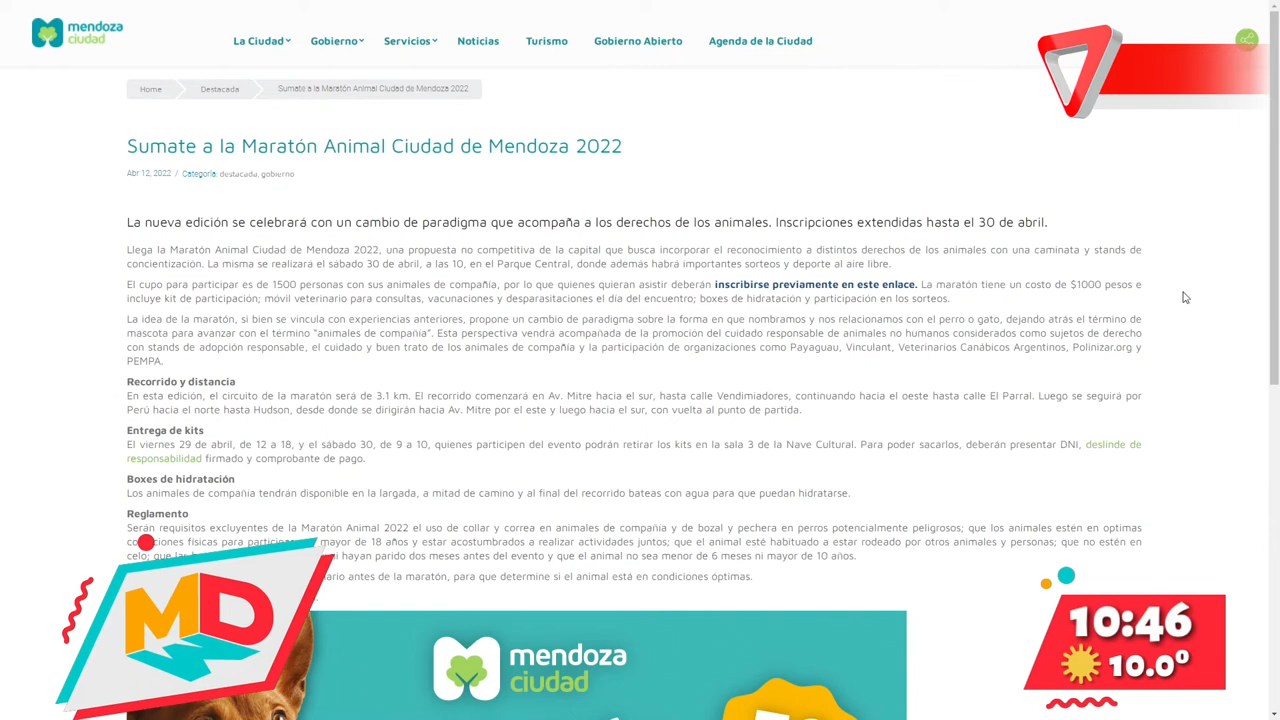 mendoza
ciudad
La Ciudad Gobierno Servicios Noticias Turismo Gobierno Abierto Agenda de la Ciudad
Home Destacada Sumate a la Maratón Animal Ciudad de Mendoza 2022
Sumate a la Maratón Animal Ciudad de Mendoza 2022
Abr 12, 2022 / Categoría: destacada, gobierno
La nueva edición se celebrará con un cambio de paradigma que acompaña a los derechos de los animales. Inscripciones extendidas hasta el 30 de abril.
Llega la Maratón Animal Ciudad de Mendoza 2022, una propuesta no competitiva de la capital que busca incorporar el reconocimiento a distintos derechos de los animales con una caminata y stands de
concientización. La misma se realizará el sábado 30 de abril, a las 10, en el Parque Central, donde además habrá importantes sorteos y deporte al aire libre.
El cupo para participar es de 1500 personas con sus animales de compañía, por lo que quienes quieran asistir deberán inscribirse previamente en este enlace. La maratón tiene un costo de $1000 pesos e
incluye kit de participación; móvil veterinario para consultas, vacunaciones y desparasitaciones el día del encuentro; boxes de hidratación y participación en los sorteos.
La idea de la maratón, si bien se vincula con experiencias anteriores, propone un cambio de paradigma sobre la forma en que nombramos y nos relacionamos con el perro o gato, dejando atrás el término de
mascota para avanzar con el término “animales de compañía”. Esta perspectiva vendrá acompañada de la promoción del cuidado responsable de animales no humanos considerados como sujetos de derecho
con stands de adopción responsable, el cuidado y buen trato de los animales de compañía y la participación de organizaciones como Payaguau, Vinculant, Veterinarios Canábicos Argentinos, Polinizar.org y
PEMPA.
Recorrido y distancia
En esta edición, el circuito de la maratón será de 3.1 km. El recorrido comenzará en Av. Mitre hacia el sur, hasta calle Vendimiadores, continuando hacia el oeste hasta calle El Parral. Luego se seguirá por
Perú hacia el norte hasta Hudson, desde donde se dirigirán hacia Av. Mitre por el este y luego hacia el sur, con vuelta al punto de partida.
Entrega de kits
El viernes 29 de abril, de 12 a 18, y el sábado 30, de 9 a 10, quienes participen del evento podrán retirar los kits en la sala 3 de la Nave Cultural. Para poder sacarlos, deberán presentar DNI, deslinde de
responsabilidad firmado y comprobante de pago.
Boxes de hidratación
Los animales de compañía tendrán disponible en la largada, a mitad de camino y al final del recorrido bateas con agua para que puedan hidratarse.
Reglamento
Serán requisitos excluyentes de la Maratón Animal 2022 el uso de collar y correa en animales de compañía y de bozal y pechera en perros potencialmente peligrosos; que los animales estén en optimas
físicas para mayor de 18 años y estar acostumbrados a realizar actividades juntos; que el animal esté habituado a estar rodeado por otros animales y personas; que no estén en
celo; que ni hayan parido dos meses antes del evento y que el animal no sea menor de 6 meses ni mayor de 10 años.
antes de la maratón, para que determine si el animal está en condiciones óptimas.
MD
mendoza
ciudad
10:46
10.0º